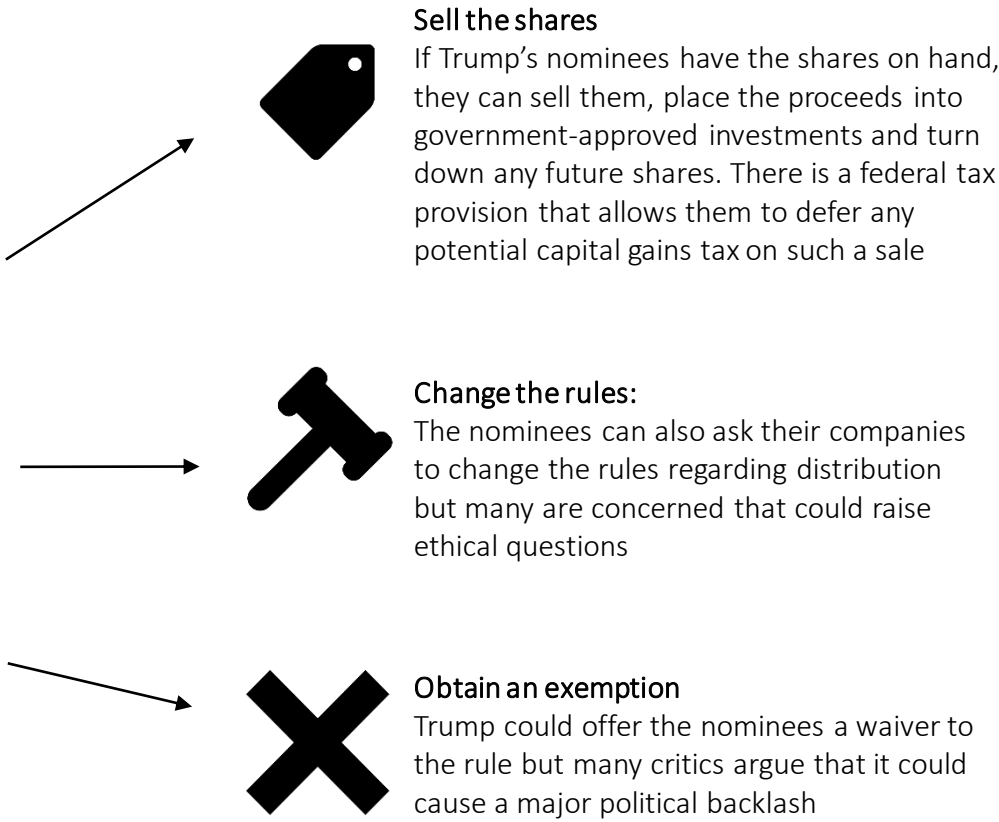 Sell the shares
If Trump’s nominees have the shares on hand,
they can sell them, place the proceeds into
government-approved investments and turn
down any future shares. There is a federal tax
provision that allows them to defer any
potential capital gains tax on such a sale
Change the rules:
The nominees can also ask their companies
to change the rules regarding distribution
but many are concerned that could raise
ethical questions
Obtain an exemption
Trump could offer the nominees a waiver to
the rule but many critics argue that it could
cause a major political backlash